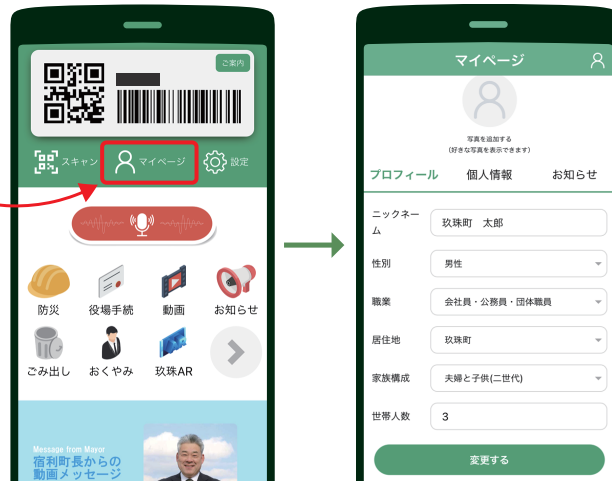 ご案内
スキャン
マイページ
設定
防災
役場手続
動画
お知らせ
ごみ出し
おくやみ
玖珠AR
Message from Mayor
宿利町長からの
動画メッセージ
マイページ
写真を追加する
(好きな写真を表示できます)
プロフィール 個人情報 お知らせ
ニックネー
ム
玖珠町 太郎
性別 男性
職業 会社員・公務員・団体職員
居住地 玖珠町
家族構成 夫婦と子供(二世代)
世帯人数 3
変更する